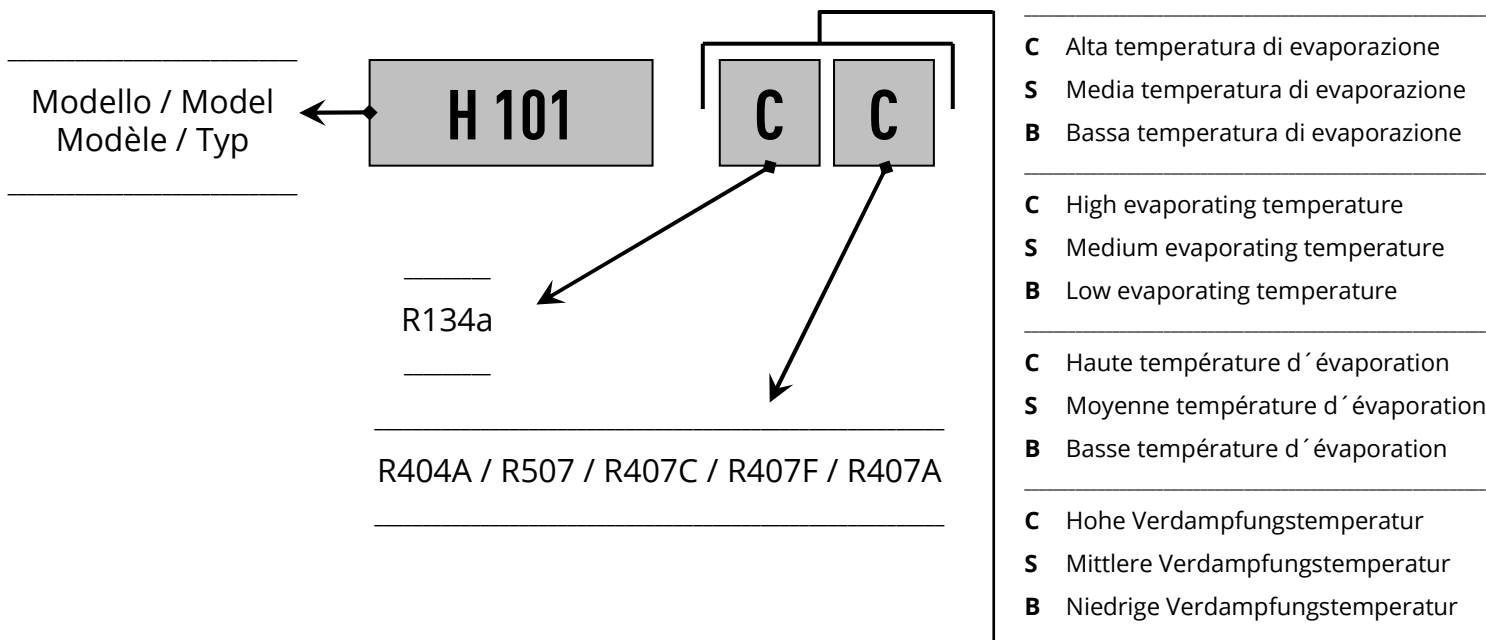 Modello / Model
Modèle / Typ
H 101
C
C
R134a
R404A / R507 / R407C / R407F / R407A
C Alta temperatura di evaporazione
S Media temperatura di evaporazione
B Bassa temperatura di evaporazione
C High evaporating temperature
S Medium evaporating temperature
B Low evaporating temperature
C Haute température d´évaporation
S Moyenne température d´évaporation
B Basse température d´évaporation
C Hohe Verdampfungstemperatur
S Mittlere Verdampfungstemperatur
B Niedrige Verdampfungstemperatur